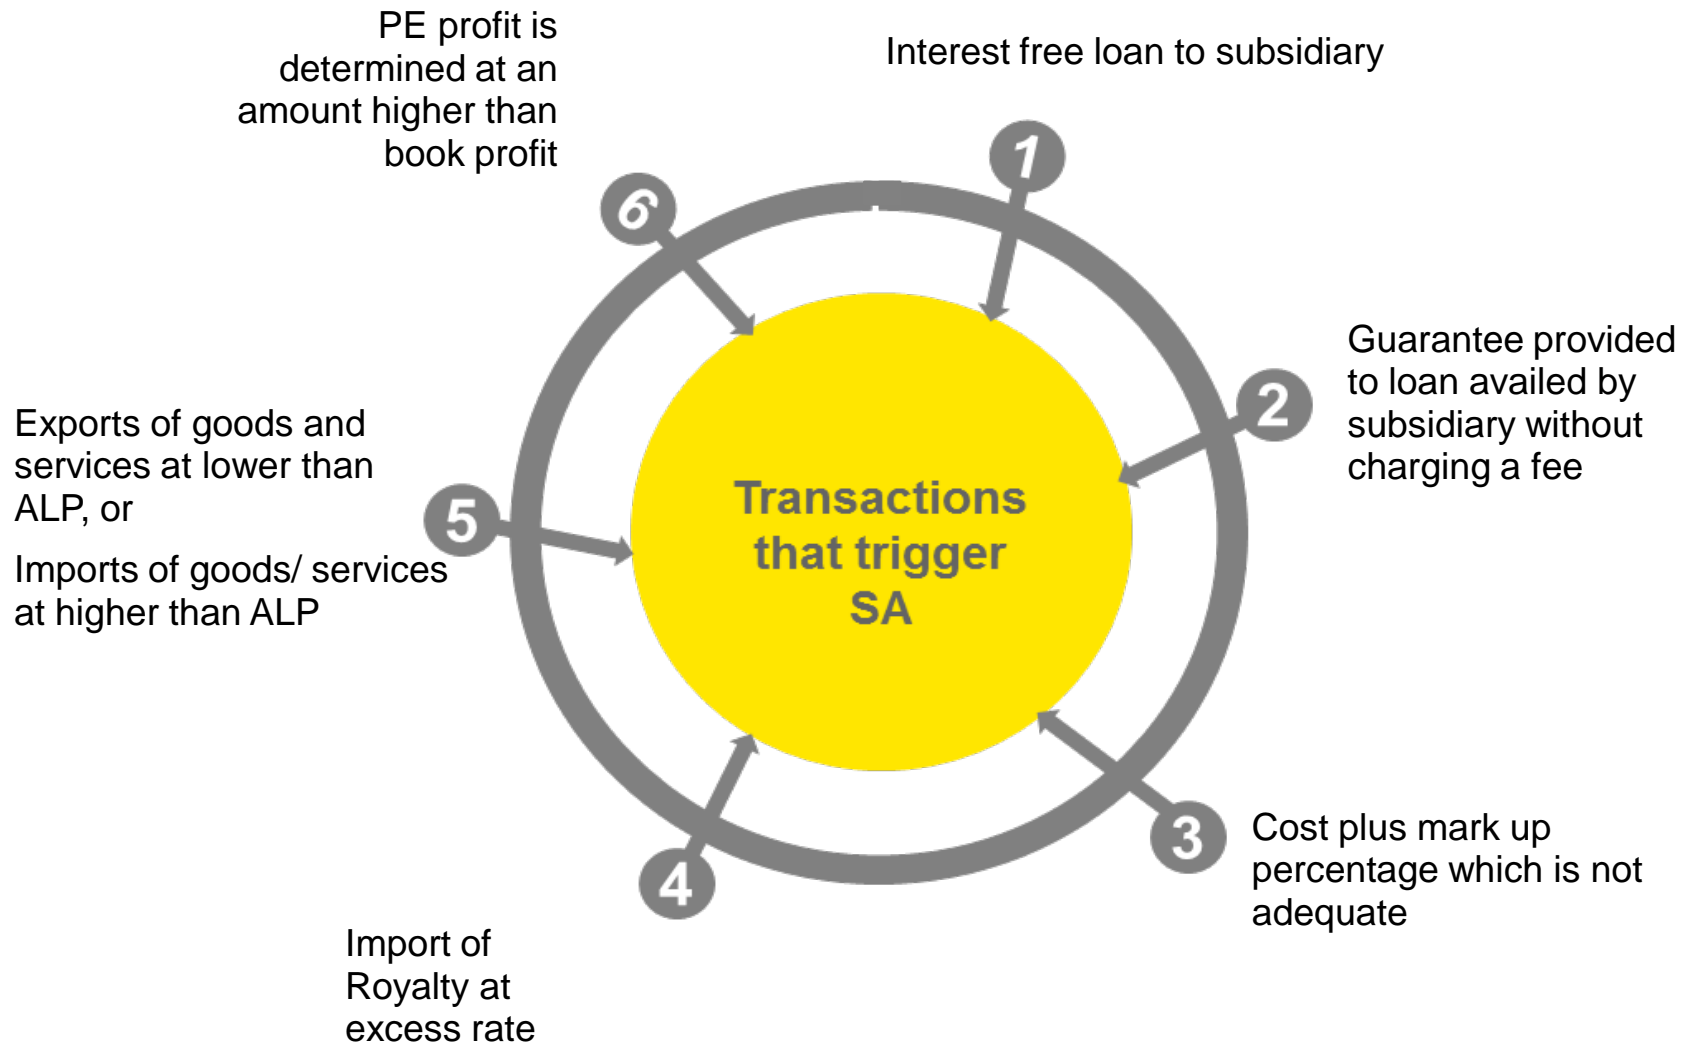 PE profit is
determined at an
amount higher than
book profit
Interest free loan to subsidiary
1
6
2
Guarantee provided
to loan availed by
subsidiary without
charging a fee
Exports of goods and
services at lower than
ALP, or
Imports of goods/ services
at higher than ALP
5
Transactions
that trigger
SA
3
Cost plus mark up
percentage which is not
adequate
4
Import of
Royalty at
excess rate